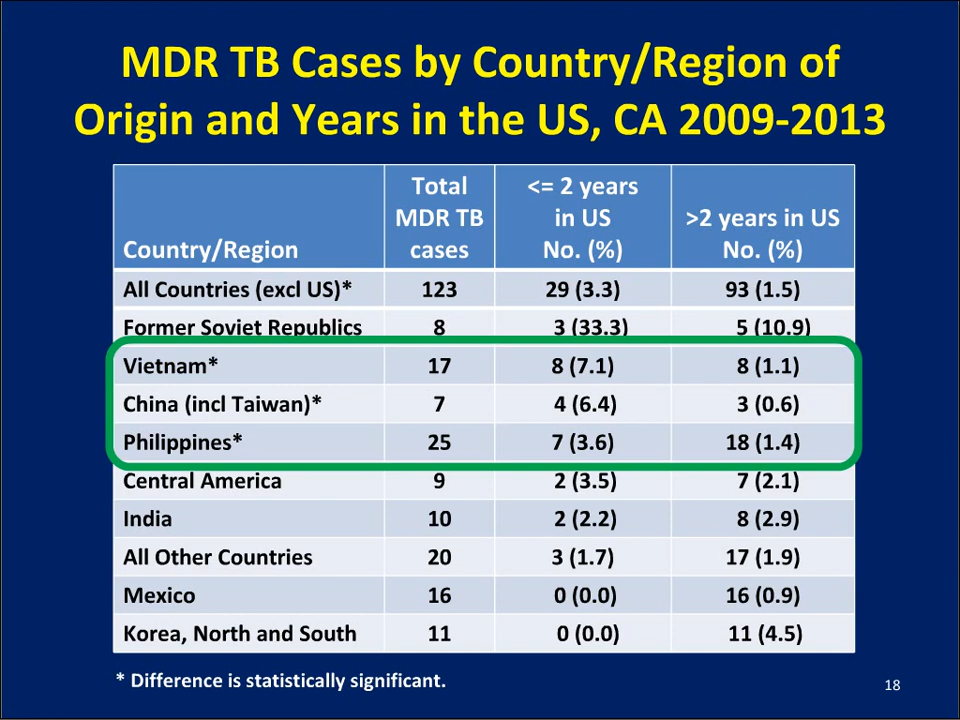 MDR TB Cases by Country/Region of
Origin and Years in the US, CA 2009-2013
Country/Region Total MDR TB cases <= 2 years in US No. (%) >2 years in US No. (%)
All Countries (excl US)* 123 29 (3.3) 93 (1.5)
Former Soviet Republics 8 3 (33.3) 5 (10.9)
Vietnam* 17 8 (7.1) 8 (1.1)
China (incl Taiwan)* 7 4 (6.4) 3 (0.6)
Philippines* 25 7 (3.6) 18 (1.4)
Central America 9 2 (3.5) 7 (2.1)
India 10 2 (2.2) 8 (2.9)
All Other Countries 20 3 (1.7) 17 (1.9)
Mexico 16 0 (0.0) 16 (0.9)
Korea, North and South 11 0 (0.0) 11 (4.5)
* Difference is statistically significant.
18